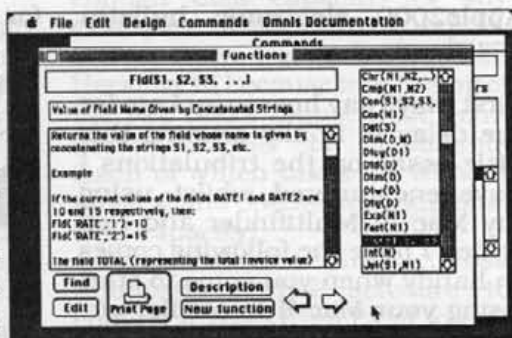 File Edit Design Commands Omnis Documentation
Commands
Functions
Fld(S1, S2, S3, ...)
Value of Field Name Given by Concatenated Strings
Returns the value of the field whose name is given by
concatenating the strings S1, S2, S3, etc.
Example
If the current values of the fields RATE1 and RATE2 are
10 and 15 respectively, then:
Fld('RATE','1')=10
Fld('RATE','2')=15
The field TOTAL (representing the total invoice value)
Chr(N1,N2,..)
Cmp(N1,N2)
Con(S1,S2,S3,
Cos(N1)
Dat(S)
Dim(D,N)
Dtcy(D1)
Dtd(D)
Dtm(D)
Dtw(D)
Dty(D)
Exp(N1)
Fact(N1)
Int(N)
Jst(S1,N1)
Find
Edit
Print Page
Description
New function